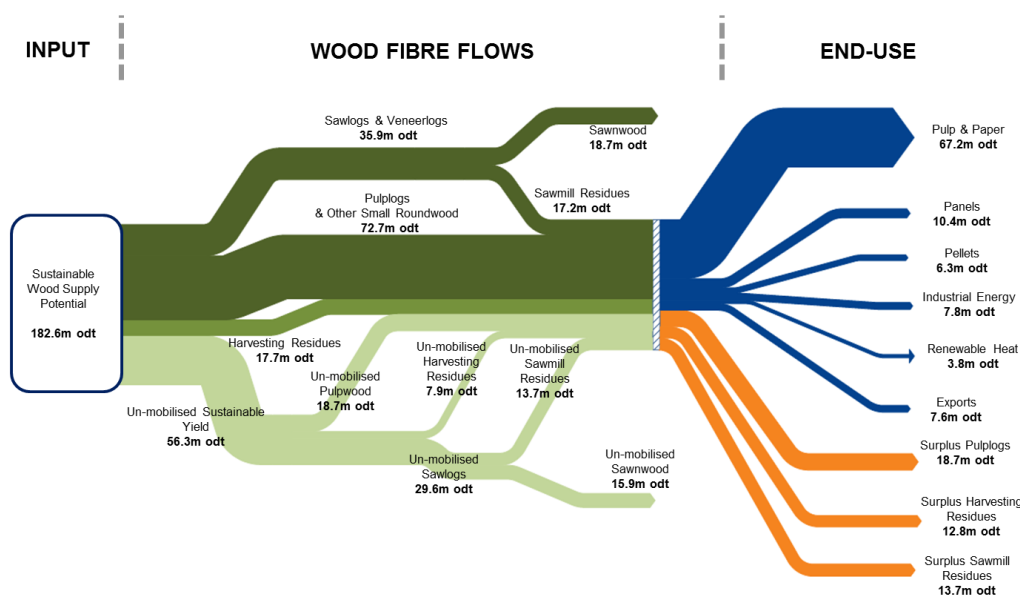 INPUT
WOOD FIBRE FLOWS
END-USE
Sawlogs & Veneerlogs
35.9m odt
Sawnwood
18.7m odt
Pulp & Paper
67.2m odt
Pulplogs
& Other Small Roundwood
72.7m odt
Sawmill Residues
17.2m odt
Panels
10.4m odt
Pellets
6.3m odt
Sustainable
Wood Supply
Potential
182.6m odt
Industrial Energy
7.8m odt
Harvesting Residues
17.7m odt
Un-mobilised
Pulpwood
18.7m odt
Un-mobilised
Harvesting
Residues
7.9m odt
Un-mobilised
Sawmill
Residues
13.7m odt
Renewable Heat
3.8m odt
Un-mobilised Sustainable
Yield
56.3m odt
Exports
7.6m odt
Un-mobilised
Sawlogs
29.6m odt
Un-mobilised
Sawnwood
15.9m odt
Surplus Pulplogs
18.7m odt
Surplus Harvesting
Residues
12.8m odt
Surplus Sawmill
Residues
13.7m odt